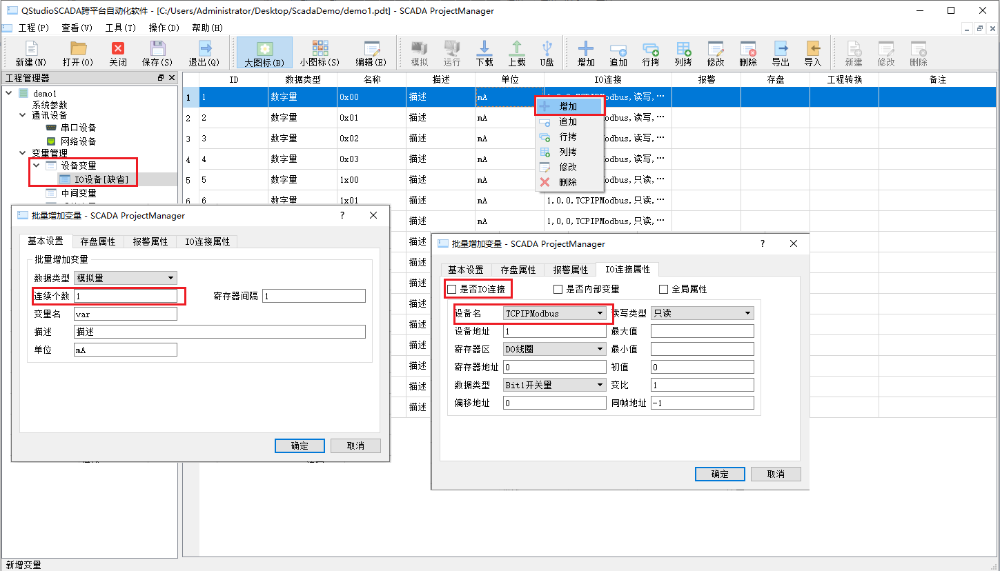 QStudioSCADA跨平台自动化软件 - [C:/Users/Administrator/Desktop/ScadaDemo/demo1.pdt] - SCADA ProjectManager
工程(P) 查看(V) 工具(T) 操作(D) 帮助(H)
新建(N) 打开(O) 关闭 保存(S) 退出(Q) 大图标(B) 小图标(S) 编辑(E) 模拟 运行 下载 上载 U盘 增加 追加 行拷 列拷 修改 删除 导出 导入 新建 修改 删除
工程管理器
demo1
系统参数
通讯设备
串口设备
网络设备
变量管理
设备变量
IO设备[缺省]
中间变量
ID 数据类型 名称 描述 单位 IO连接 报警 存盘 工程转换 备注
1 1 数字量 0x00 描述 mA 1,0,0,TCPIPModbus,读写,…
2 2 数字量 0x01 描述 mA odbus,读写,…
3 3 数字量 0x02 描述 mA odbus,读写,…
4 4 数字量 0x03 描述 mA odbus,读写,…
5 5 数字量 1x00 描述 mA odbus,只读,…
6 6 数字量 1x01 描述 mA 1,0,0,TCPIPModbus,只读,…
描述 mA 1,0,0,TCPIPModbus,只读,…
描述
描述
描述
描述
描述
描述
描述
描述
描述
增加
追加
行拷
列拷
修改
删除
批量增加变量 - SCADA ProjectManager ?
基本设置 存盘属性 报警属性 IO连接属性
批量增加变量
数据类型 模拟量
连续个数 1 寄存器间隔 1
变量名 var
描述 描述
单位 mA
确定 取消
批量增加变量 - SCADA ProjectManager ?
基本设置 存盘属性 报警属性 IO连接属性
是否IO连接 是否内部变量 全局属性
设备名 TCPIPModbus 读写类型 只读
设备地址 1 最大值
寄存器区 DO线圈 最小值
寄存器地址 0 初值 0
数据类型 Bit1开关量 变比 1
偏移地址 0 同帧地址 -1
确定 取消
新增变量